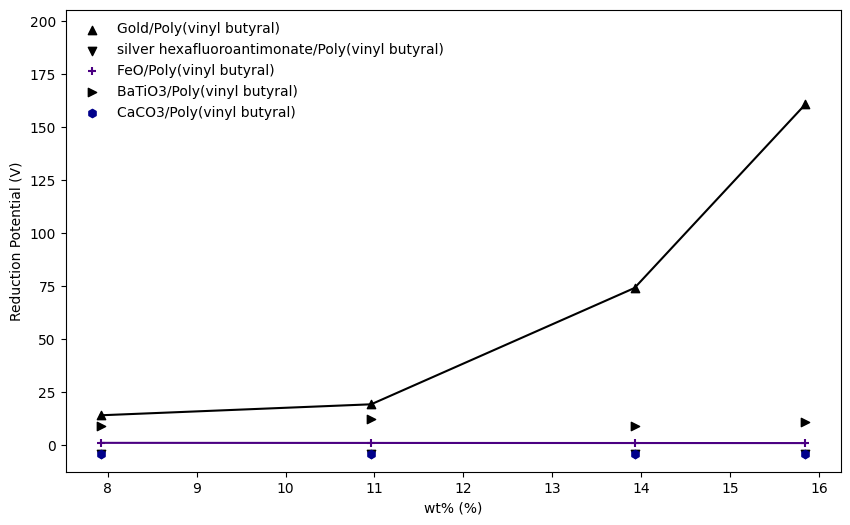 Gold/Poly(vinyl butyral)
silver hexafluoroantimonate/Poly(vinyl butyral)
FeO/Poly(vinyl butyral)
BaTiO3/Poly(vinyl butyral)
CaCO3/Poly(vinyl butyral)
Reduction Potential (V)
200
175
150
125
100
75
50
25
0
8 9 10 11 12 13 14 15 16
wt% (%)